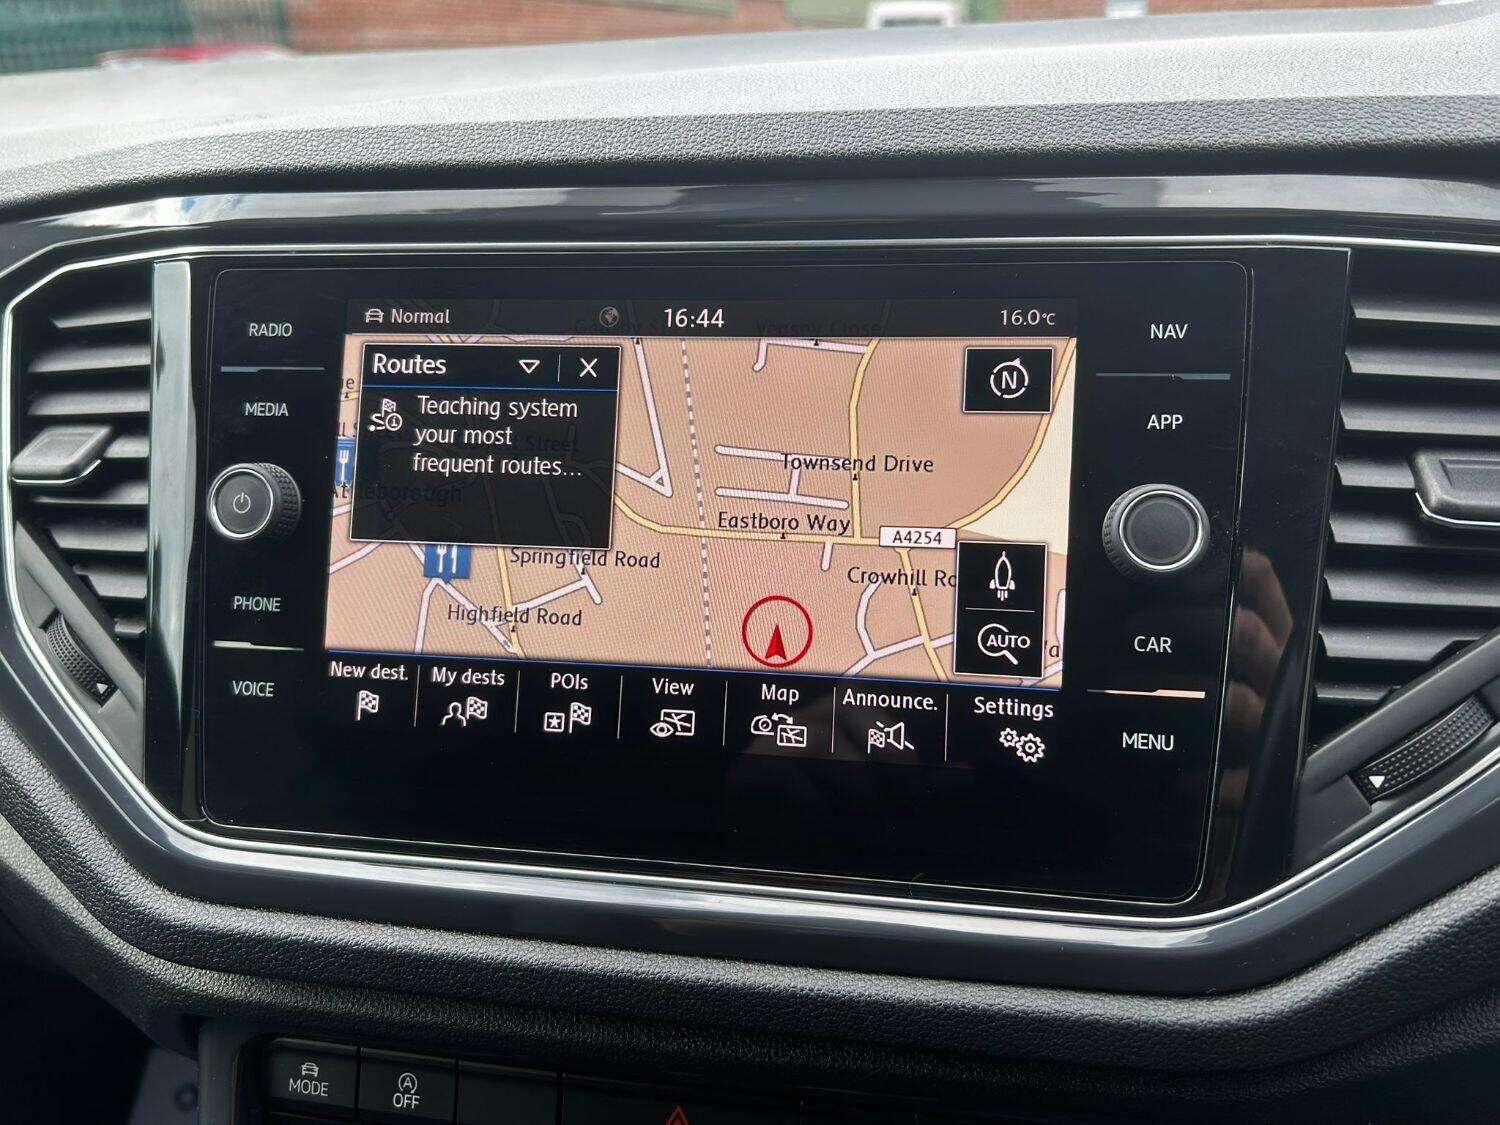 RADIO
MEDIA
PHONE
VOICE
Normal
16:44
16.0°c
Routes
X
Teaching system
your most
frequent routes...
N
Townsend Drive
Eastboro Way
A4254
Springfield Road
Crowhill Ro
Highfield Road
AUTO
New dest.
My dests
POIs
View
Map
Announce.
Settings
NAV
APP
CAR
MENU
MODE
A
OFF